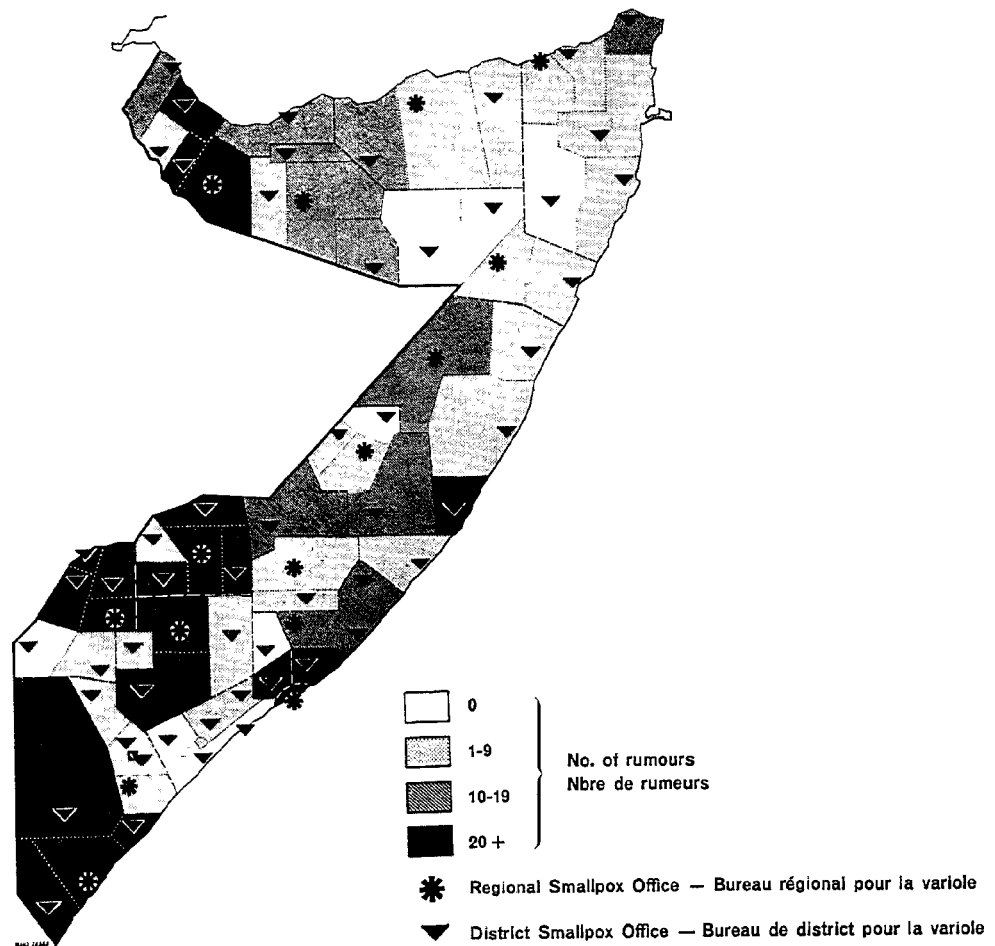 0
1-9
10-19
20 +
No. of rumours
Nbre de rumeurs
Regional Smallpox Office — Bureau régional pour la variole
District Smallpox Office — Bureau de district pour la variole